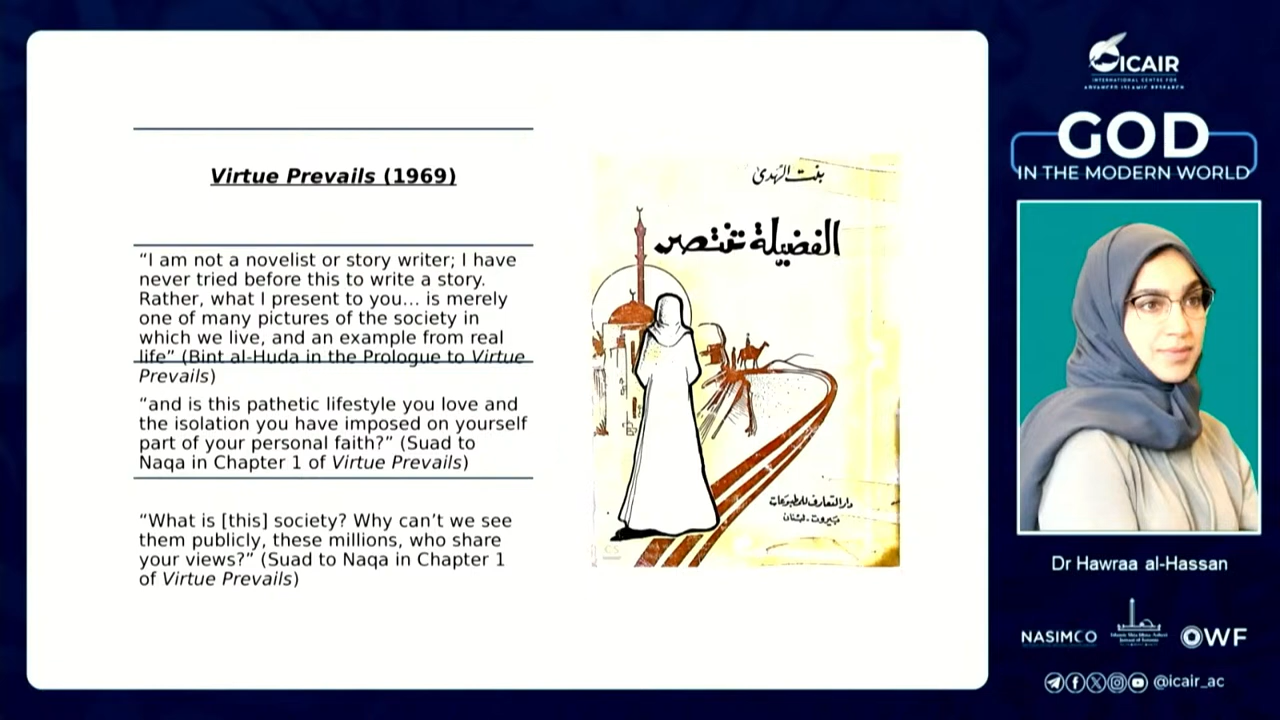 Virtue Prevails (1969)
“I am not a novelist or story writer; I have
never tried before this to write a story.
Rather, what I present to you... is merely
one of many pictures of the society in
which we live, and an example from real
life” (Bint al-Huda in the Prologue to Virtue
Prevails)
“and is this pathetic lifestyle you love and
the isolation you have imposed on yourself
part of your personal faith?” (Suad to
Naqa in Chapter 1 of Virtue Prevails)
“What is [this] society? Why can’t we see
them publicly, these millions, who share
your views?” (Suad to Naqa in Chapter 1
of Virtue Prevails)
بنت الهدى
الفضيلة تنتصر
دار التعارف للمطبوعات
بيروت - لبنان
ICAIR
INTERNATIONAL CENTRE FOR
ADVANCED ISLAMIC RESEARCH
GOD
IN THE MODERN WORLD
Dr Hawraa al-Hassan
NASIMCO
OWF
@icair_ac